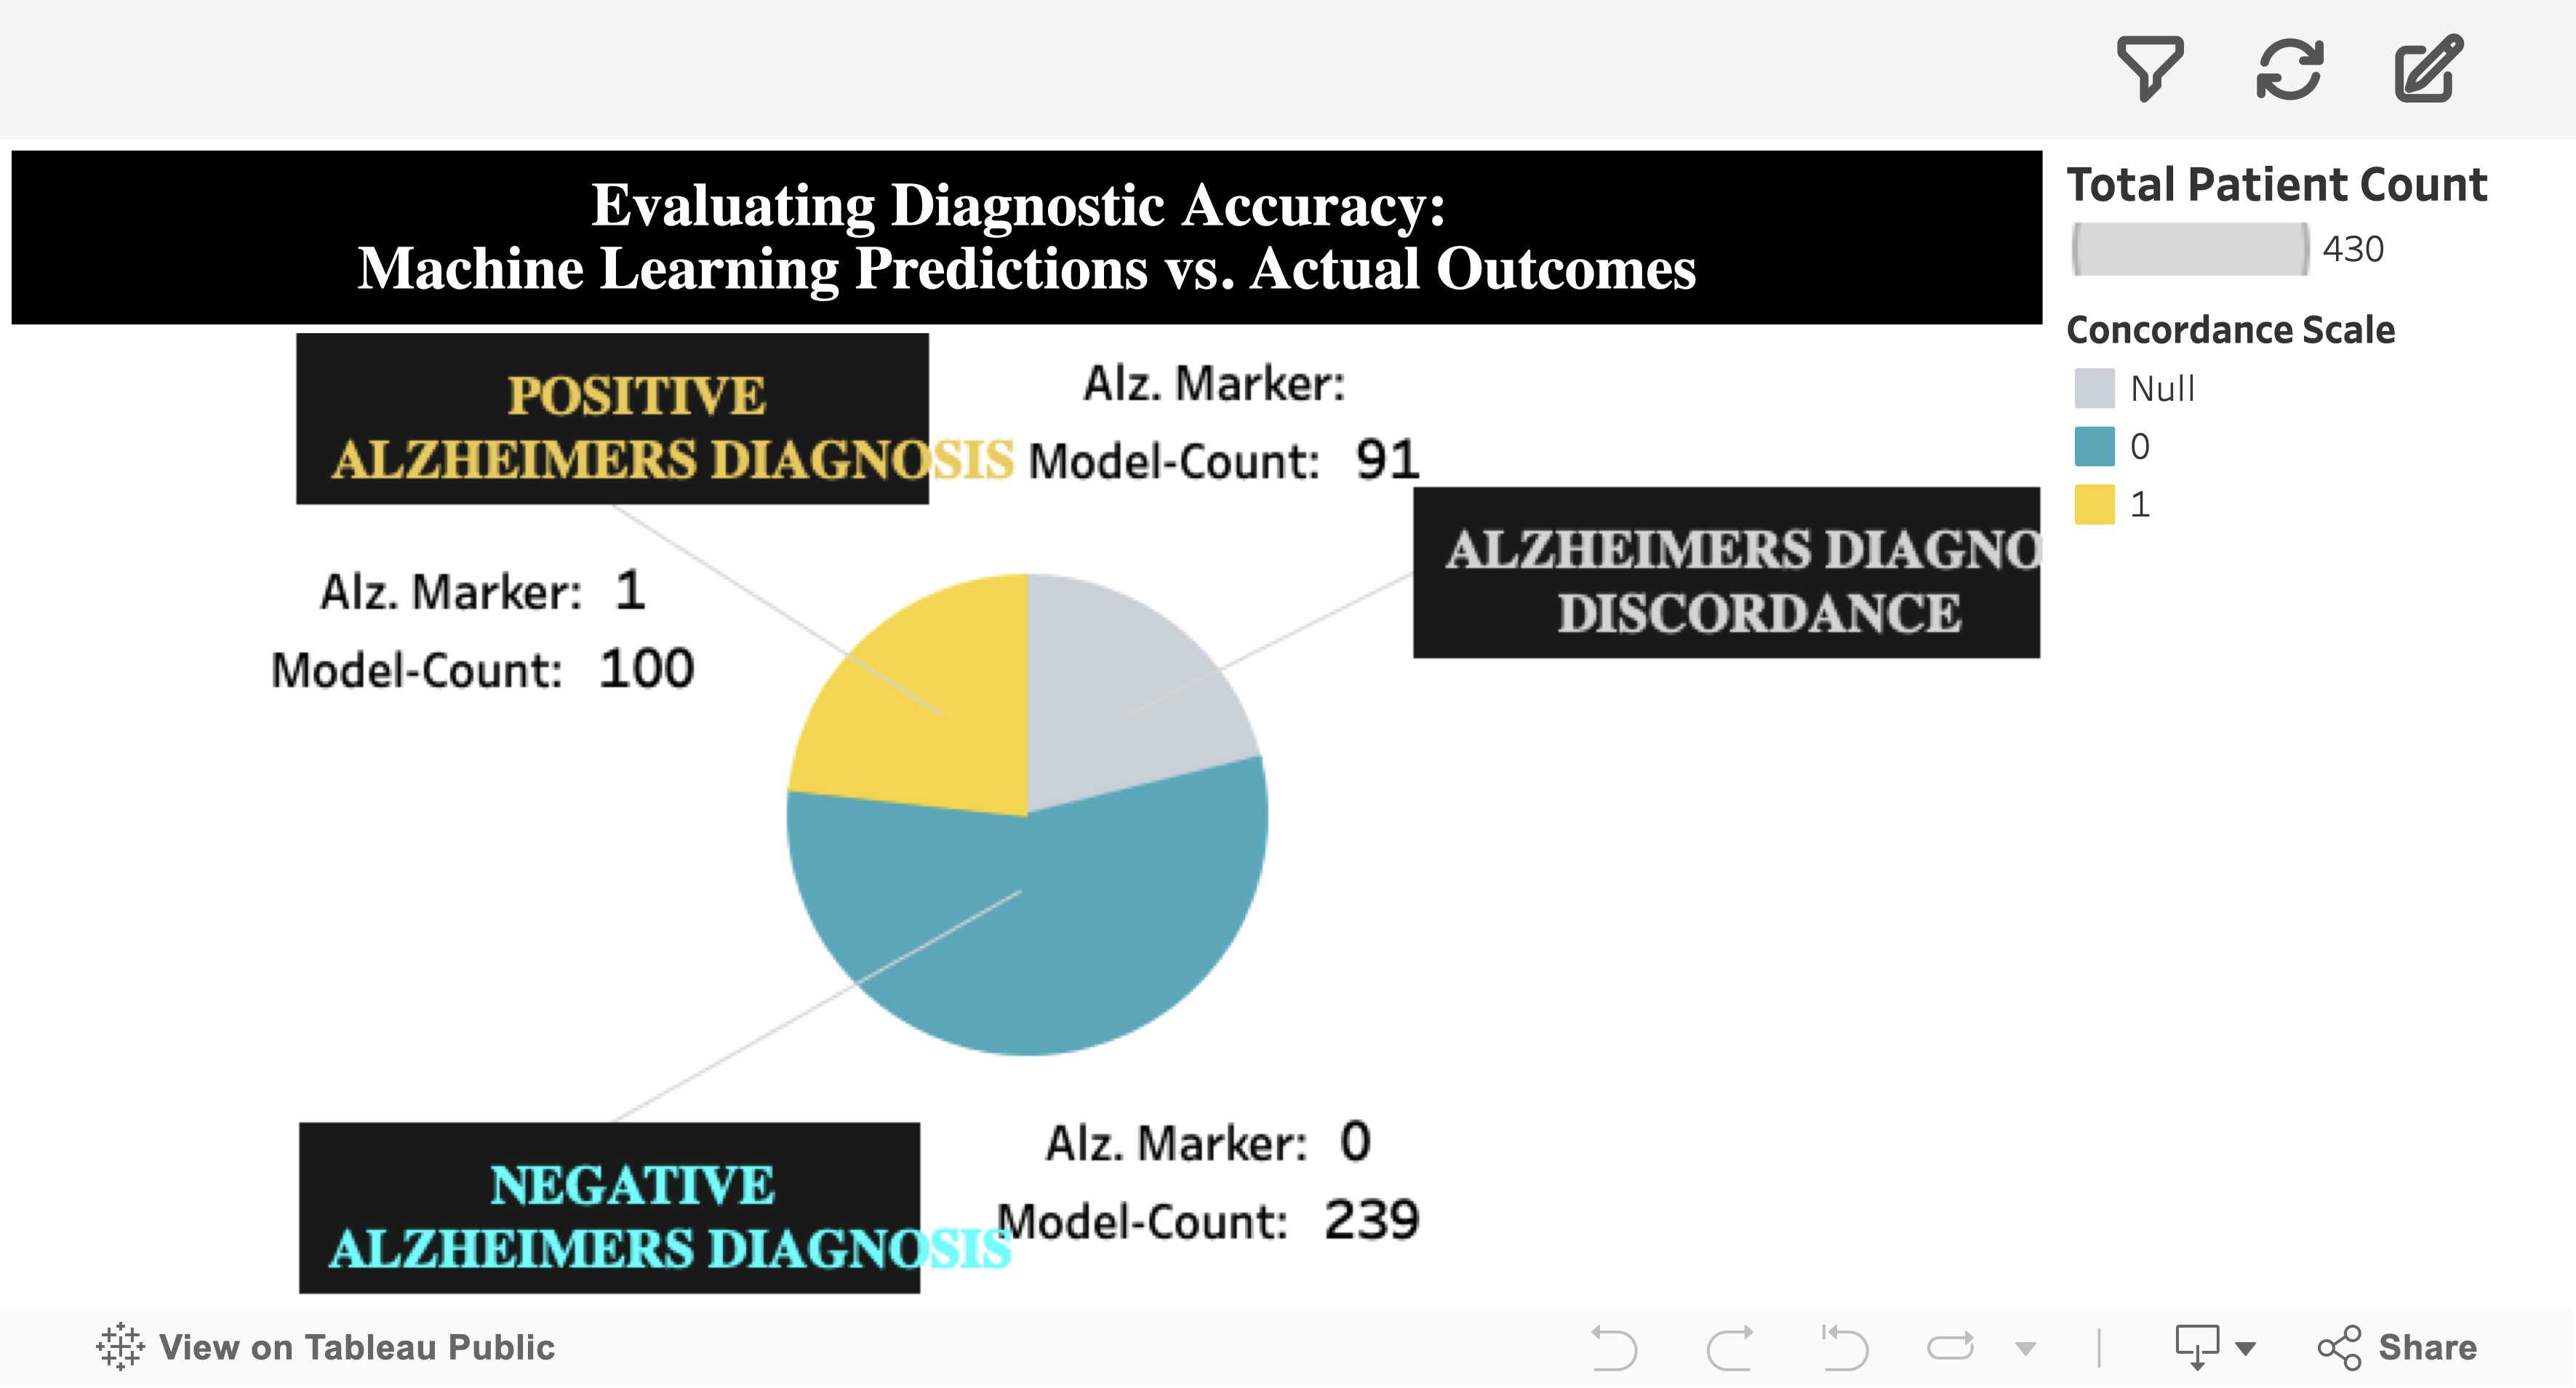 Evaluating Diagnostic Accuracy:
Machine Learning Predictions vs. Actual Outcomes
Total Patient Count
430
Concordance Scale
Null
0
1
POSITIVE
ALZHEIMERS DIAGNOSIS
Alz. Marker: 1
Model-Count: 100
Alz. Marker:
Model-Count: 91
ALZHEIMERS DIAGNO
DISCORDANCE
NEGATIVE
ALZHEIMERS DIAGNOSIS
Alz. Marker: 0
Model-Count: 239
View on Tableau Public
Share